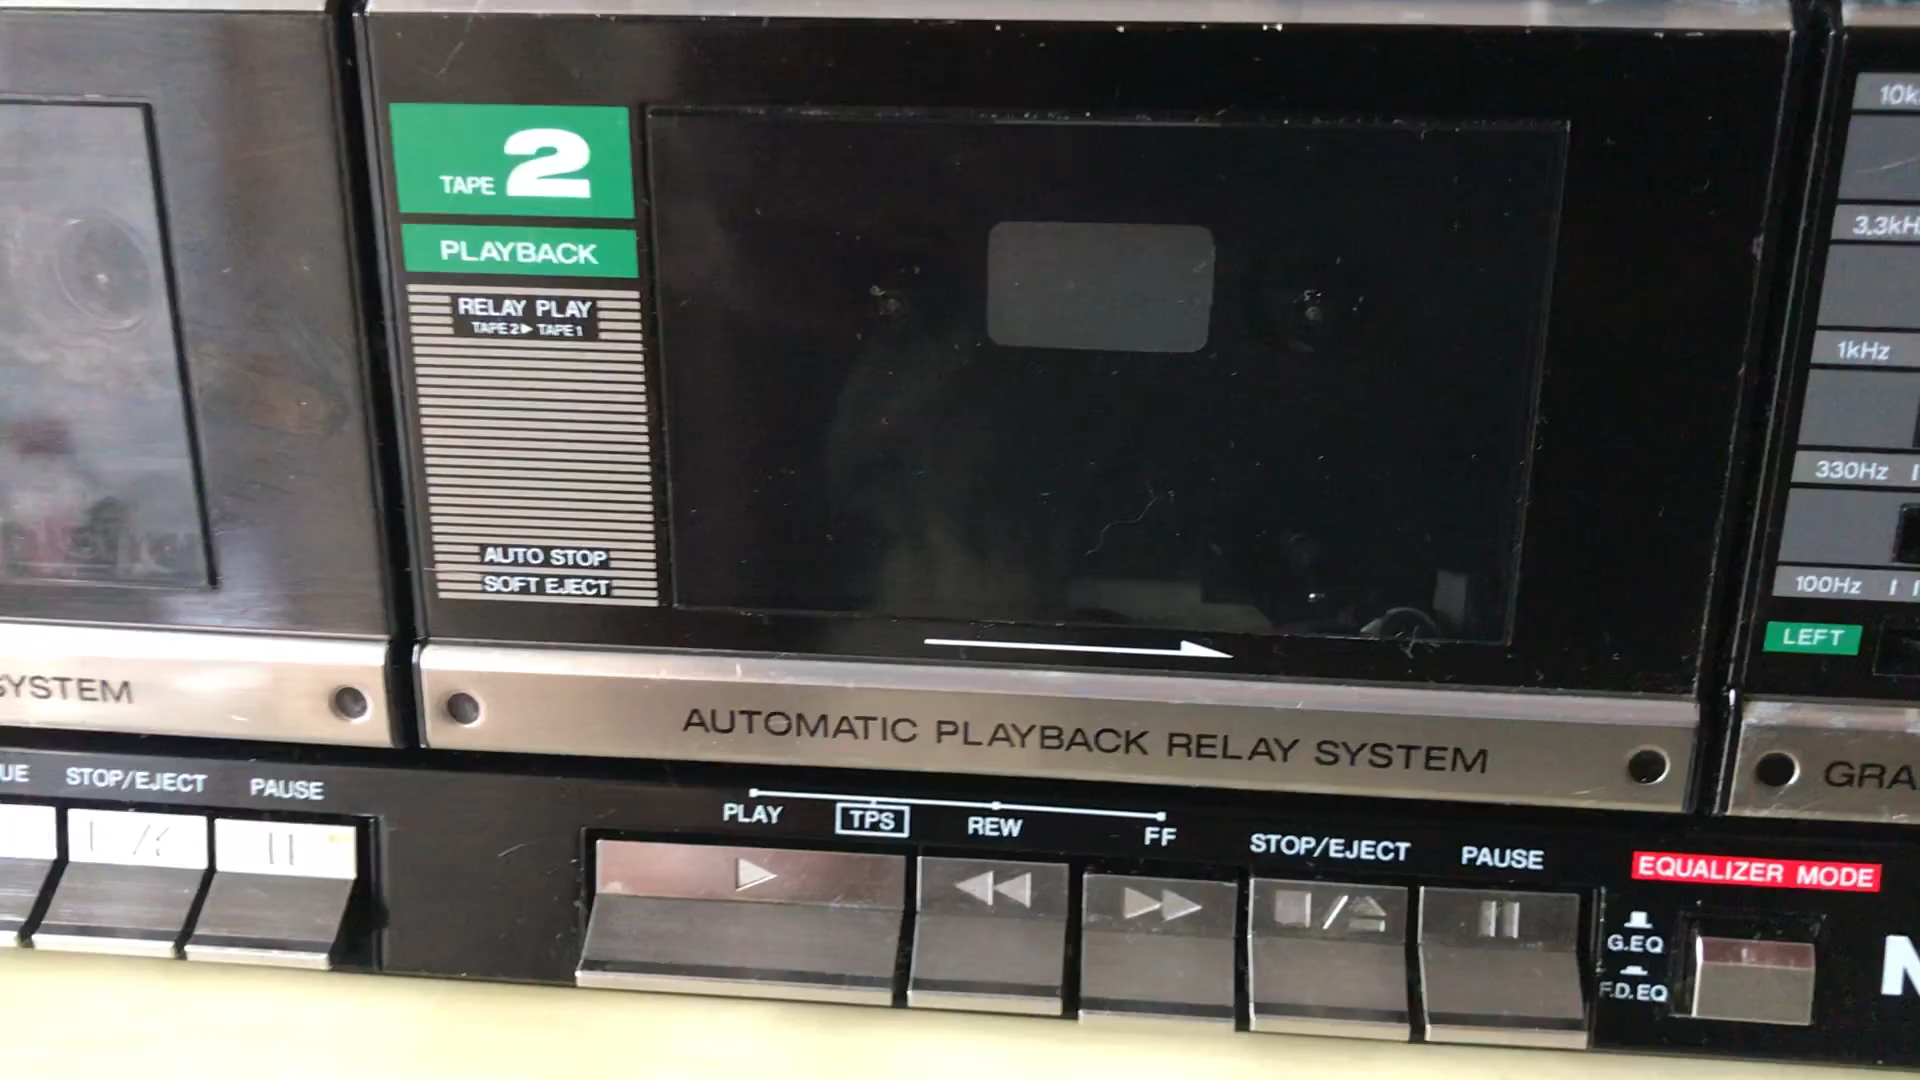 TAPE 2
PLAYBACK
RELAY PLAY
TAPE 2▶TAPE 1
AUTO STOP
SOFT EJECT
10k
3.3kH
1kHz
330Hz
100Hz
LEFT
SYSTEM
AUTOMATIC PLAYBACK RELAY SYSTEM
GRA
UE STOP/EJECT PAUSE
PLAY TPS REW FF STOP/EJECT PAUSE
EQUALIZER MODE
G.EQ
F.D.EQ
N